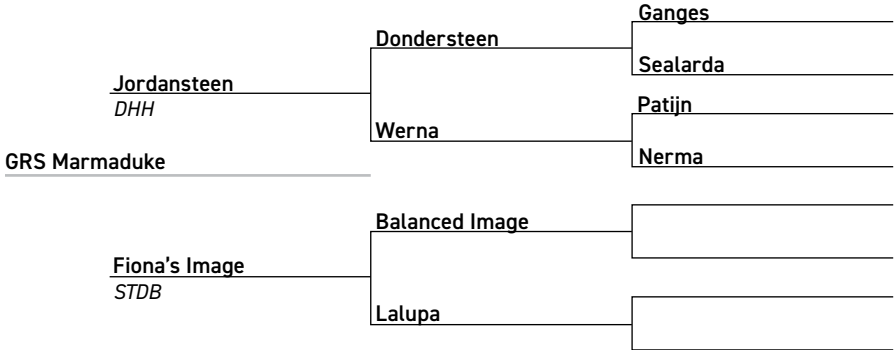 Ganges
Dondersteen
Sealarda
Jordansteen
DHH
Patijn
Werna
Nerma
GRS Marmaduke
Balanced Image
Fiona's Image
STDB
Lalupa